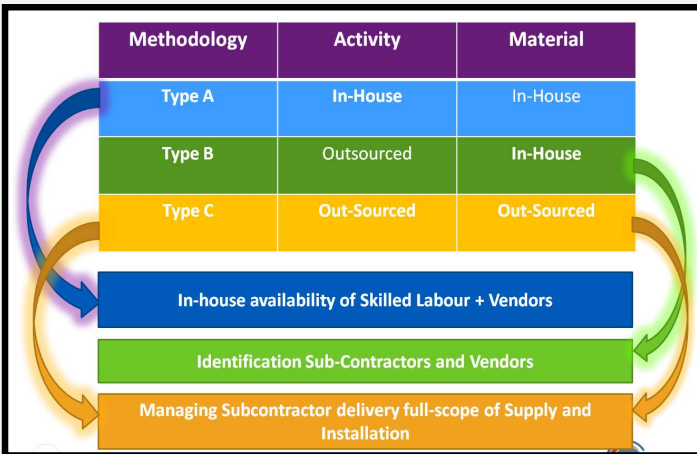 Methodology Activity Material
Type A In-House In-House
Type B Outsourced In-House
Type C Out-Sourced Out-Sourced
In-house availability of Skilled Labour + Vendors
Identification Sub-Contractors and Vendors
Managing Subcontractor delivery full-scope of Supply and
Installation